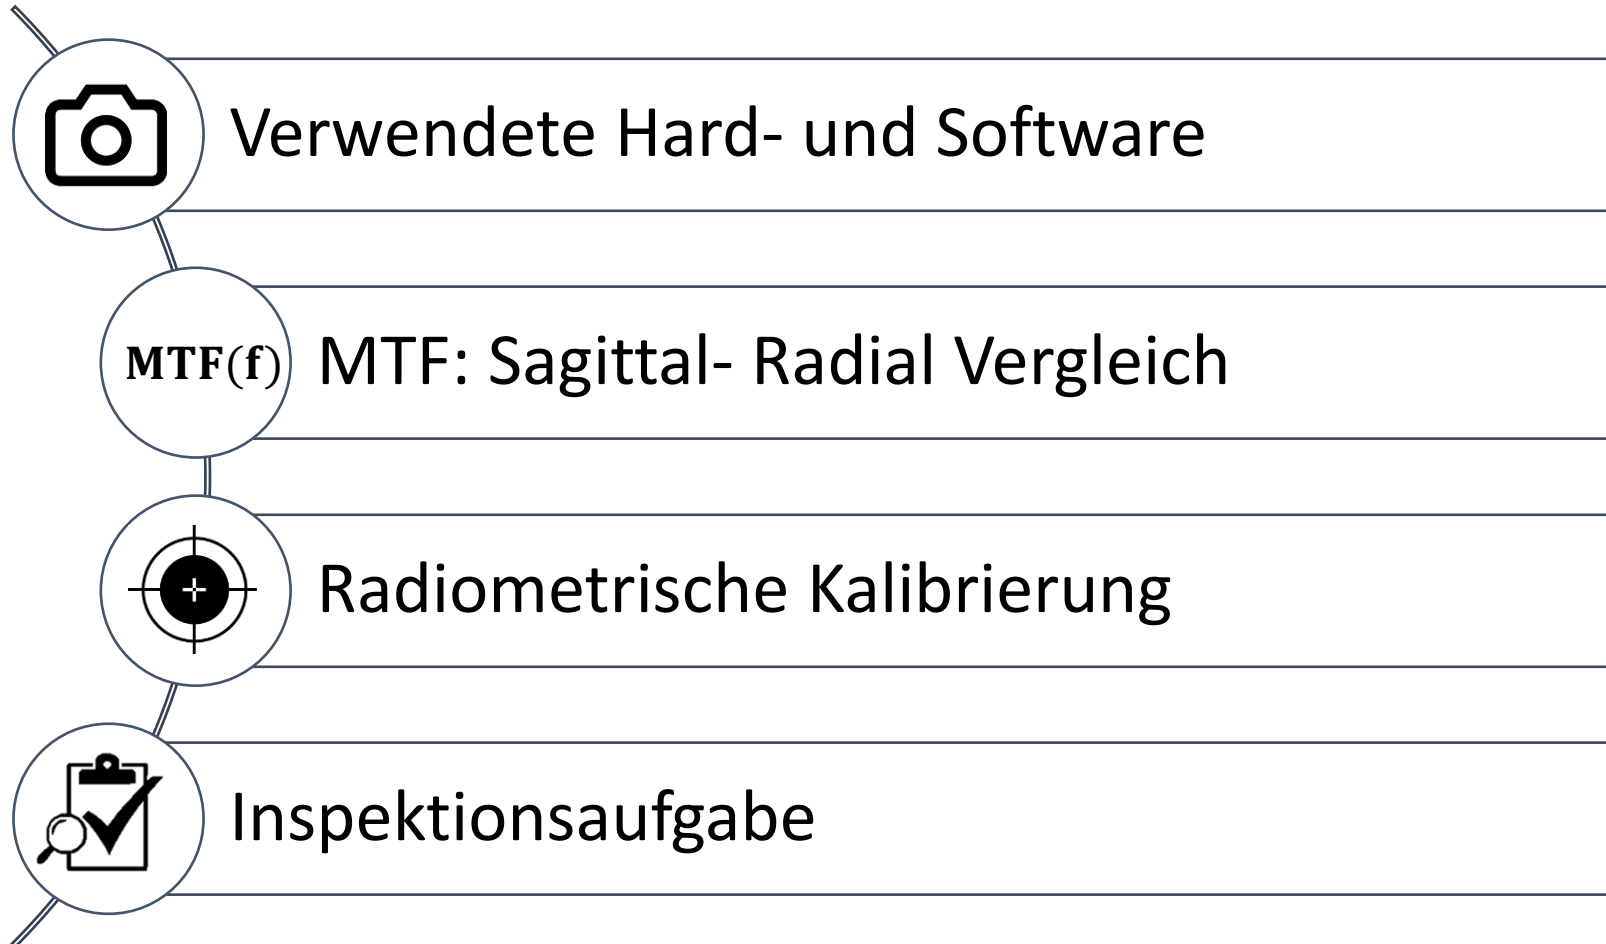 Verwendete Hard- und Software
MTF(f)
MTF: Sagittal- Radial Vergleich
Radiometrische Kalibrierung
Inspektionsaufgabe